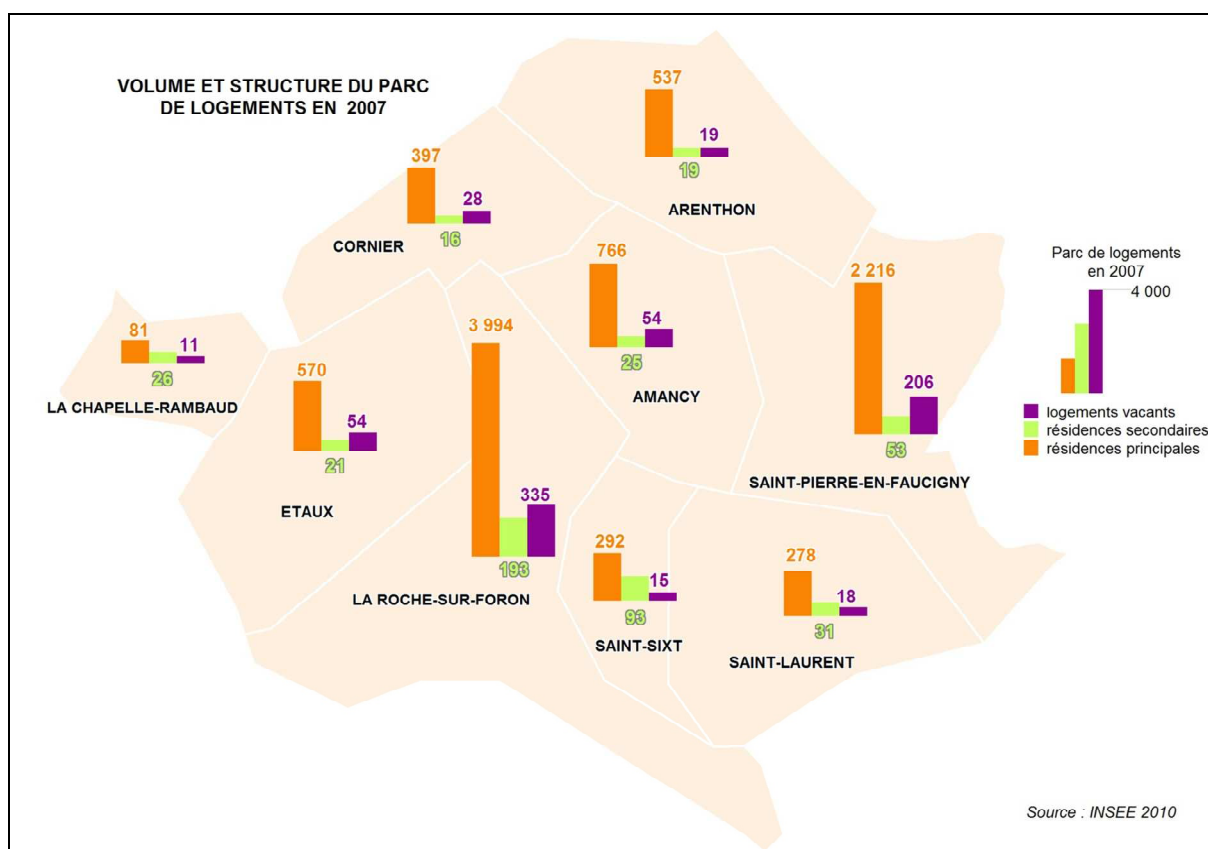 VOLUME ET STRUCTURE DU PARC
DE LOGEMENTS EN 2007
537
19
19
ARENTHON
397
28
16
CORNIER
766
54
25
AMANCY
2 216
206
53
SAINT-PIERRE-EN-FAUCIGNY
Parc de logements
en 2007
4 000
logements vacants
résidences secondaires
résidences principales
81
11
26
LA CHAPELLE-RAMBAUD
570
54
21
ETAUX
3 994
335
193
LA ROCHE-SUR-FORON
292
15
93
SAINT-SIXT
278
18
31
SAINT-LAURENT
Source : INSEE 2010